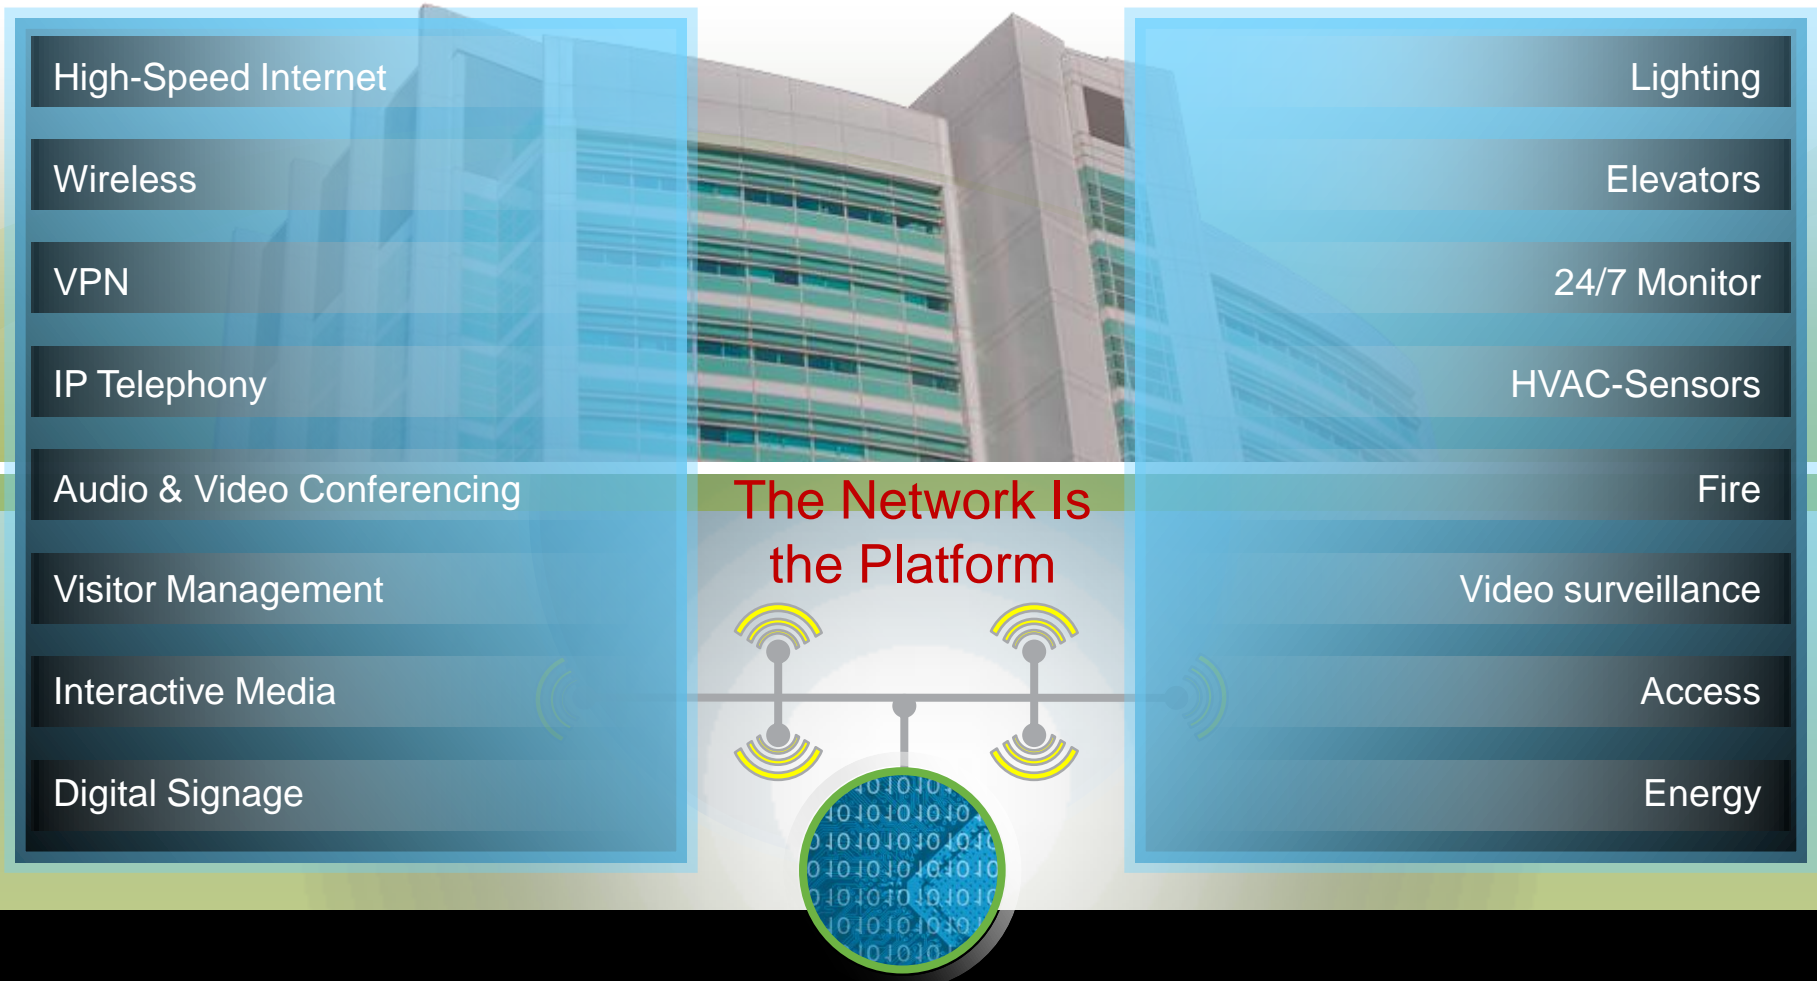 High-Speed Internet
Wireless
VPN
IP Telephony
Audio & Video Conferencing
Visitor Management
Interactive Media
Digital Signage
The Network Is
the Platform
Lighting
Elevators
24/7 Monitor
HVAC-Sensors
Fire
Video surveillance
Access
Energy